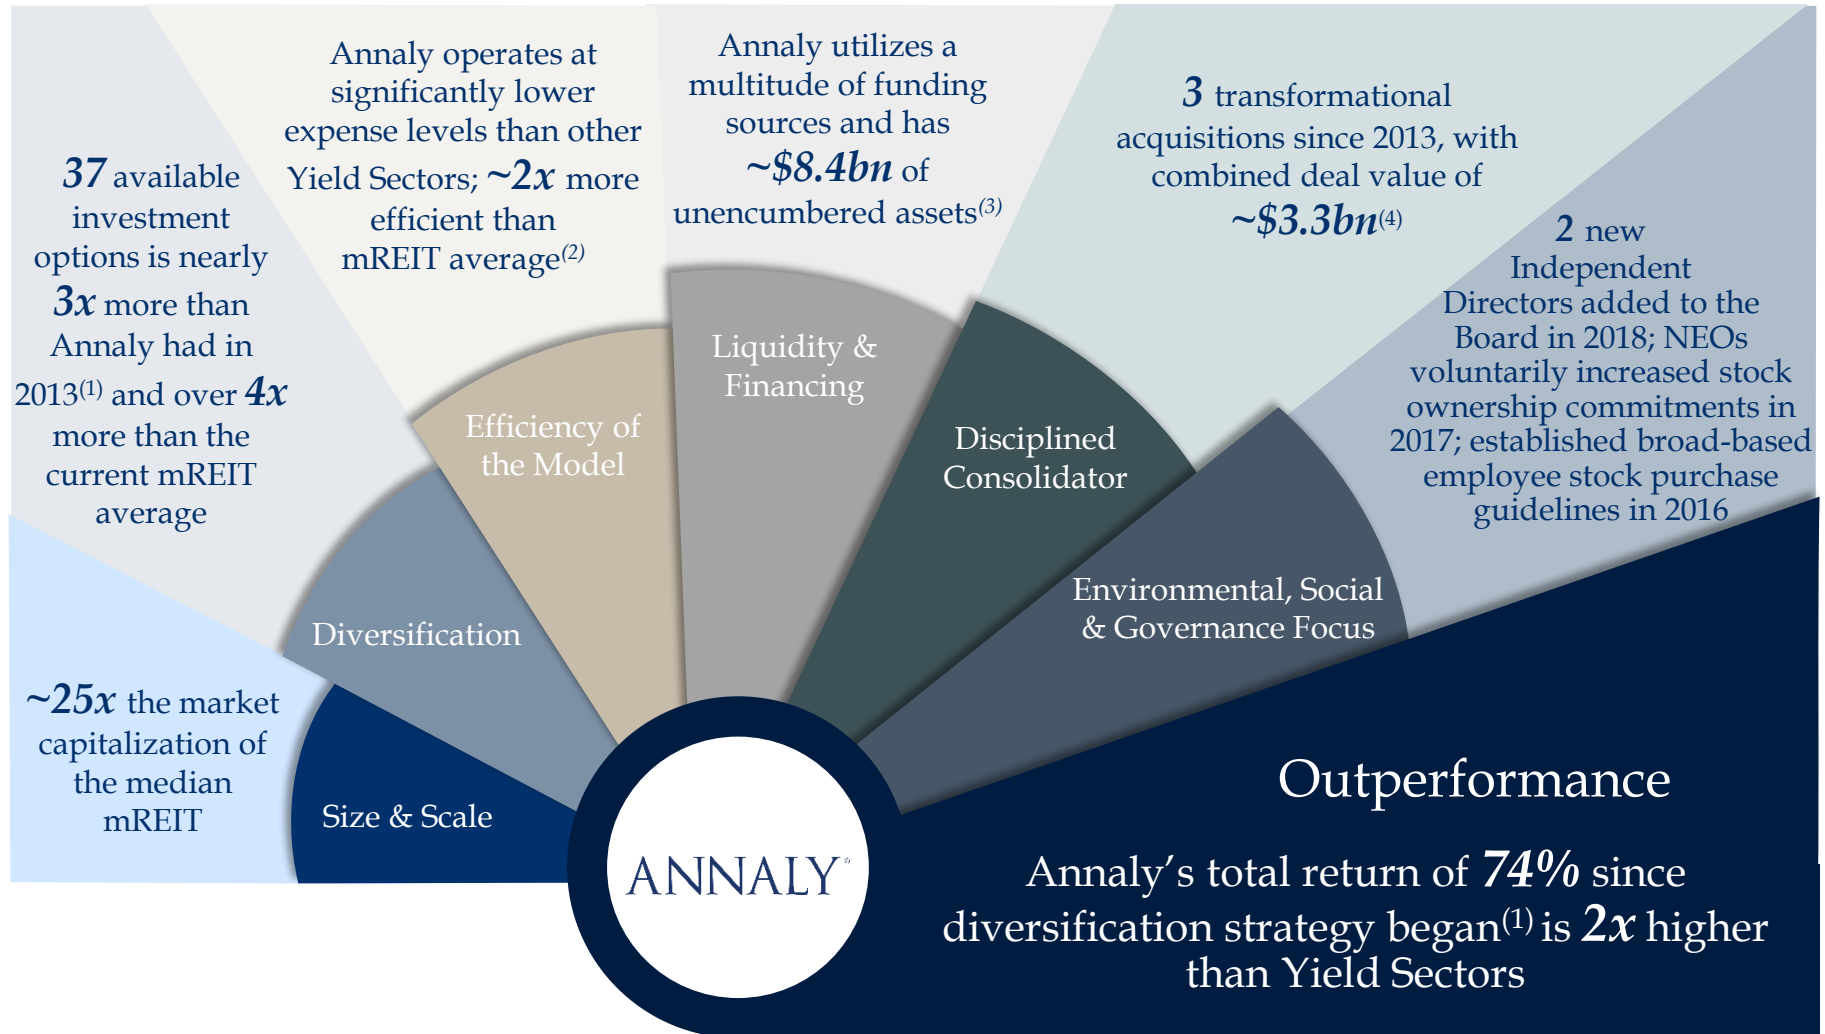 ~25x the market
capitalization of
the median
mREIT
Size & Scale
37 available
investment
options is nearly
3x more than
Annaly had in
2013(1) and over 4x
more than the
current mREIT
average
Diversification
Annaly operates at
significantly lower
expense levels than other
Yield Sectors; ~2x more
efficient than
mREIT average(2)
Efficiency of
the Model
Annaly utilizes a
multitude of funding
sources and has
~$8.4bn of
unencumbered assets(3)
Liquidity &
Financing
3 transformational
acquisitions since 2013, with
combined deal value of
~$3.3bn(4)
Disciplined
Consolidator
2 new
Independent
Directors added to the
Board in 2018; NEOs
voluntarily increased stock
ownership commitments in
2017; established broad-based
employee stock purchase
guidelines in 2016
Environmental, Social
& Governance Focus
ANNALY®
Outperformance
Annaly’s total return of 74% since
diversification strategy began(1) is 2x higher
than Yield Sectors